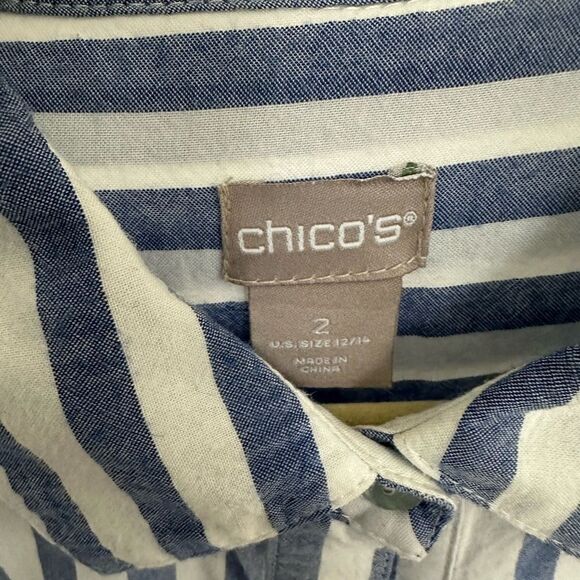 chico's®
2
U.S. SIZE 12/14
MADE IN
CHINA